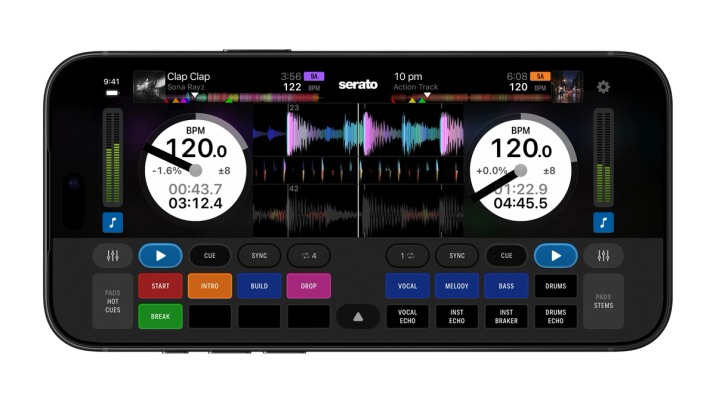 9:41
Clap Clap
Sona Rayz
3:56 9A
122 BPM
serato
10 pm
Action Track
6:08 6A
120 BPM
23
42
BPM
120.0
-1.6% ±8
00:43.7
03:12.4
BPM
120.0
+0.0% ±8
01:22.9
04:45.5
CUE
SYNC
4
1
SYNC
CUE
PADS
HOT
CUES
START
INTRO
BUILD
DROP
BREAK
VOCAL
MELODY
BASS
DRUMS
VOCAL
ECHO
INST
ECHO
INST
BRAKER
DRUMS
ECHO
PADS
STEMS